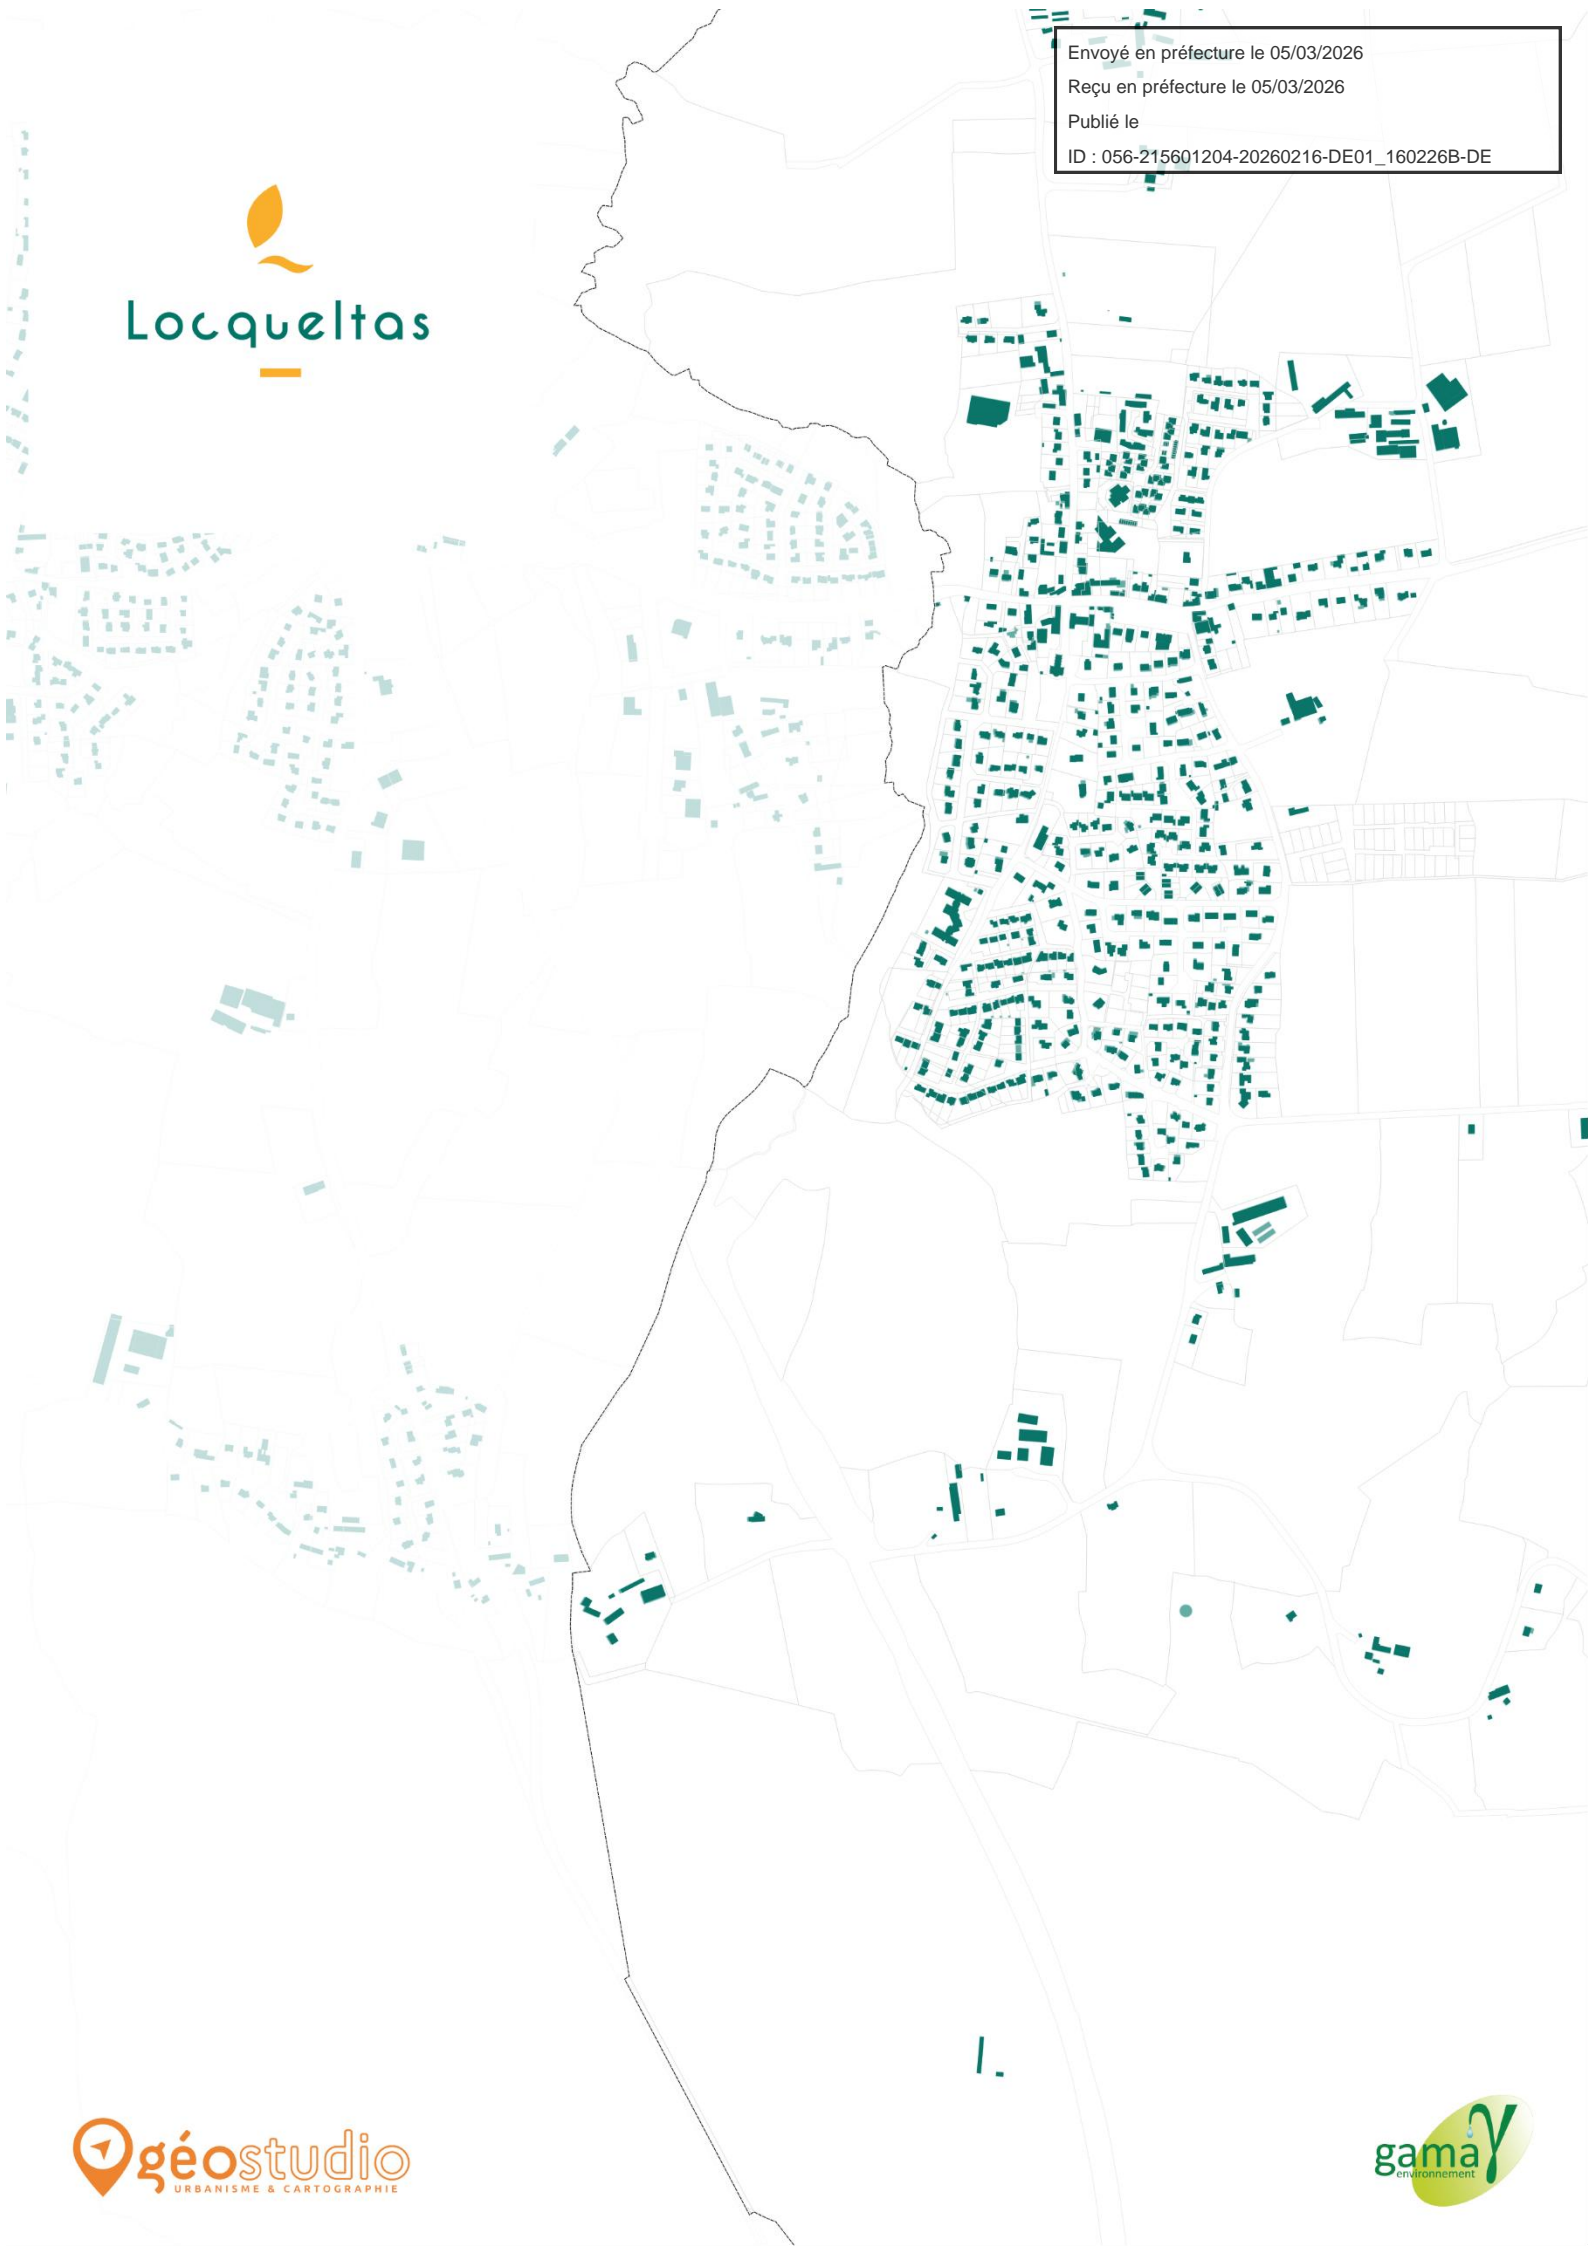 Envoyé en préfecture le 05/03/2026
Reçu en préfecture le 05/03/2026
Publié le
ID : 056-215601204-20260216-DE01_160226B-DE
Locqueltas
géostudio
URBANISME & CARTOGRAPHIE
gama
environnement